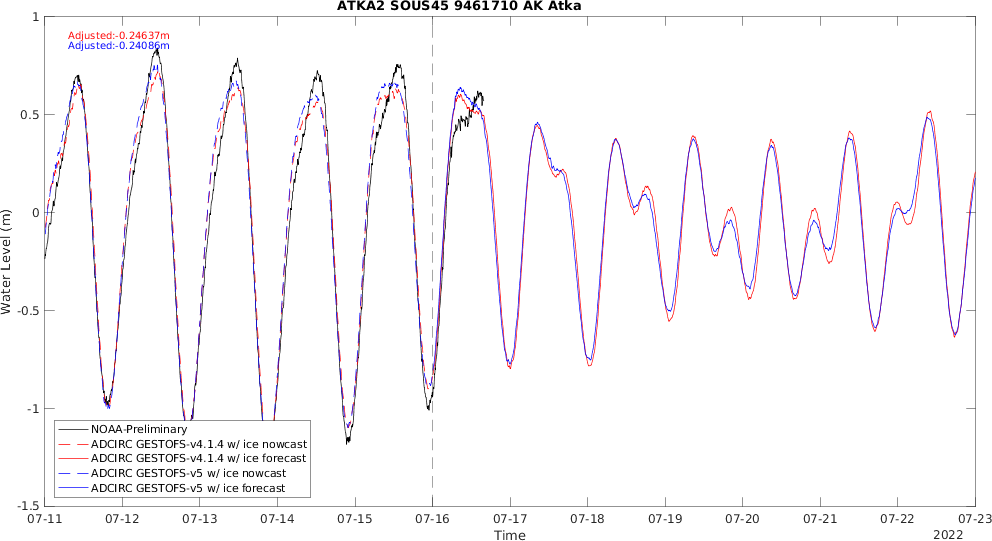 ATKA2 SOUS45 9461710 AK Atka
Adjusted:-0.24637m
Adjusted:-0.24086m
Water Level (m)
1
0.5
0
-0.5
-1
-1.5
NOAA-Preliminary
ADCIRC GESTOFS-v4.1.4 w/ ice nowcast
ADCIRC GESTOFS-v4.1.4 w/ ice forecast
ADCIRC GESTOFS-v5 w/ ice nowcast
ADCIRC GESTOFS-v5 w/ ice forecast
07-11 07-12 07-13 07-14 07-15 07-16 07-17 07-18 07-19 07-20 07-21 07-22 07-23
Time
2022